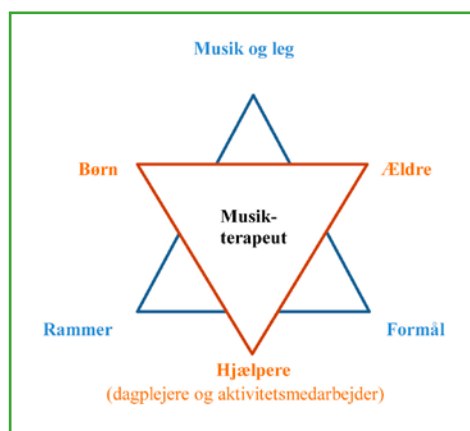 Musik og leg
Børn
Ældre
Musik-
terapeut
Rammer
Formål
Hjælpere
(dagplejere og aktivitetsmedarbejder)